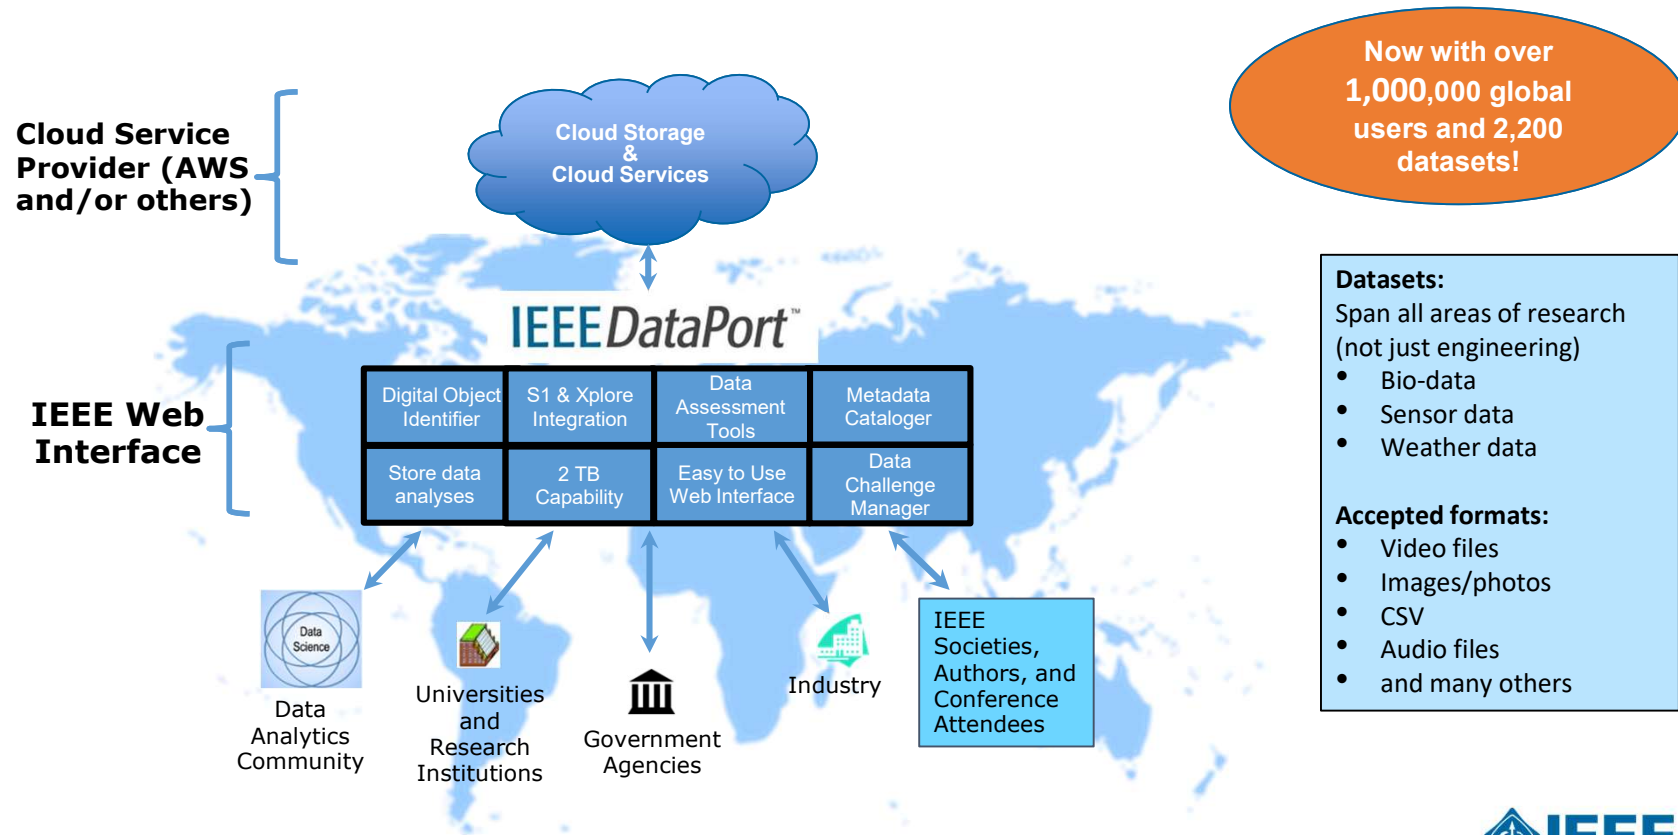 Cloud Service
Provider (AWS
and/or others)
Cloud Storage
&
Cloud Services
Now with over
1,000,000 global
users and 2,200
datasets!
IEEE DataPort™
IEEE Web
Interface
Digital Object
Identifier
S1 & Xplore
Integration
Data
Assessment
Tools
Metadata
Cataloger
Store data
analyses
2 TB
Capability
Easy to Use
Web Interface
Data
Challenge
Manager
Data
Science
Data
Analytics
Community
Universities
and
Research
Institutions
Government
Agencies
Industry
IEEE
Societies,
Authors, and
Conference
Attendees
Datasets:
Span all areas of research
(not just engineering)
• Bio-data
• Sensor data
• Weather data
Accepted formats:
• Video files
• Images/photos
• CSV
• Audio files
• and many others
IEEE